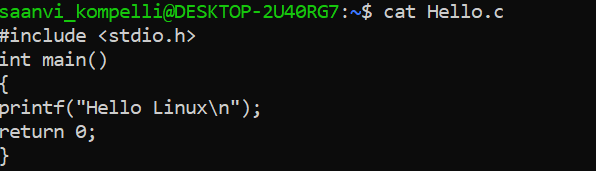 saanvi_kompelli@DESKTOP-2U40RG7:~$ cat Hello.c
#include <stdio.h>
int main()
{
printf("Hello Linux\n");
return 0;
}